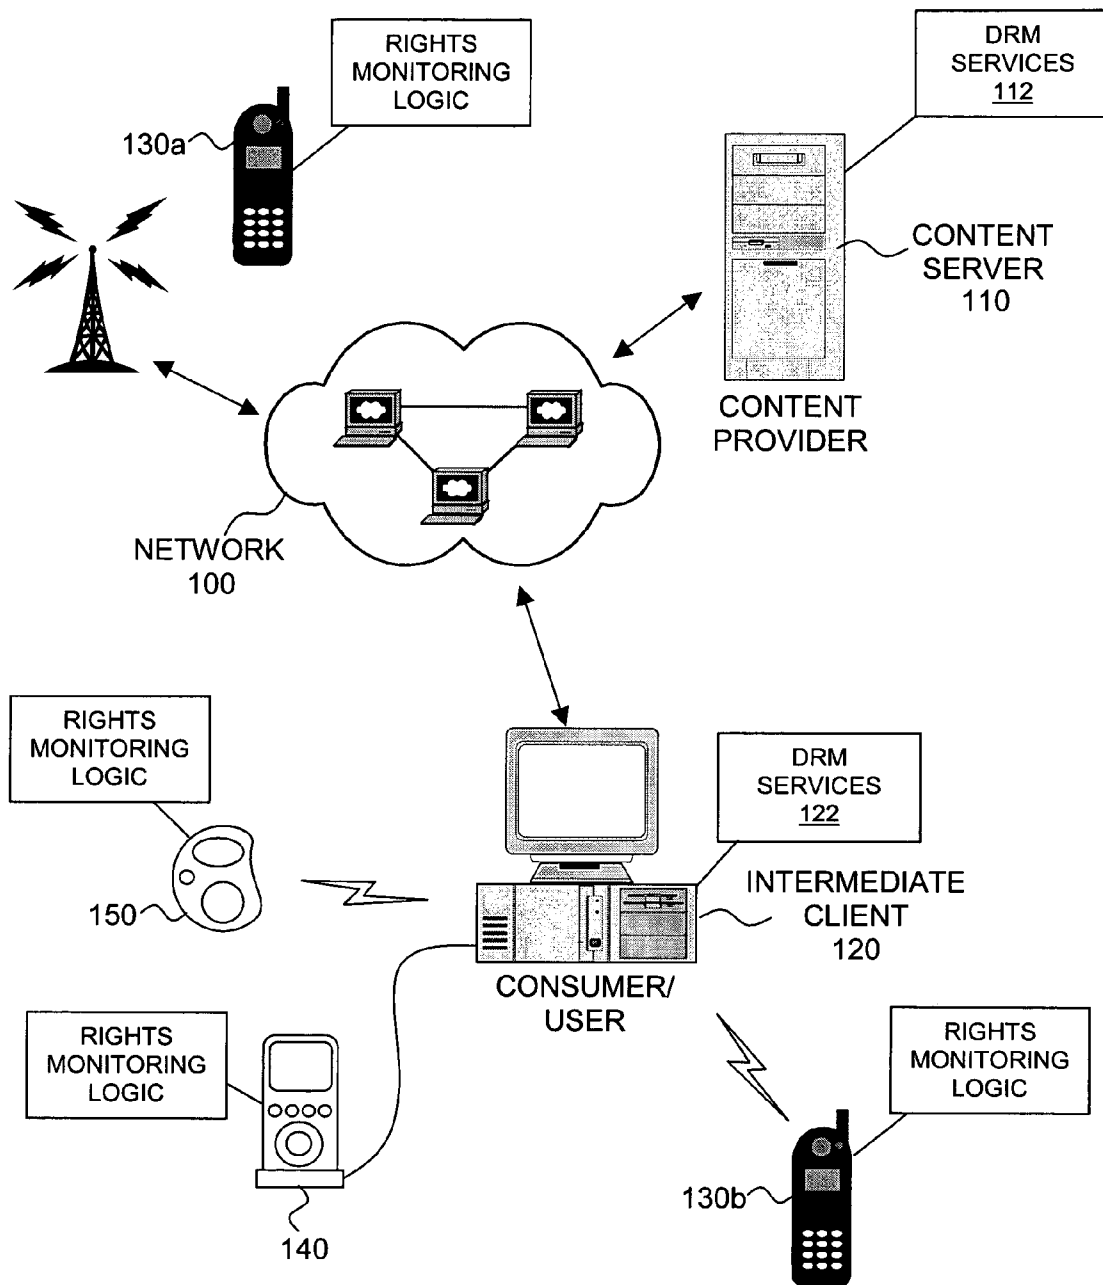 RIGHTS
MONITORING
LOGIC
130a
DRM
SERVICES
112
CONTENT
SERVER
110
CONTENT
PROVIDER
NETWORK
100
RIGHTS
MONITORING
LOGIC
150
DRM
SERVICES
122
INTERMEDIATE
CLIENT
120
CONSUMER/
USER
RIGHTS
MONITORING
LOGIC
140
RIGHTS
MONITORING
LOGIC
130b